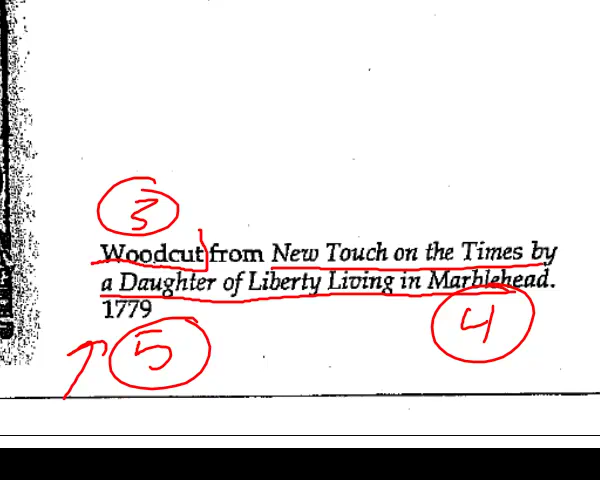 3
Woodcut from New Touch on the Times by
a Daughter of Liberty Living in Marblehead.
1779
4
5